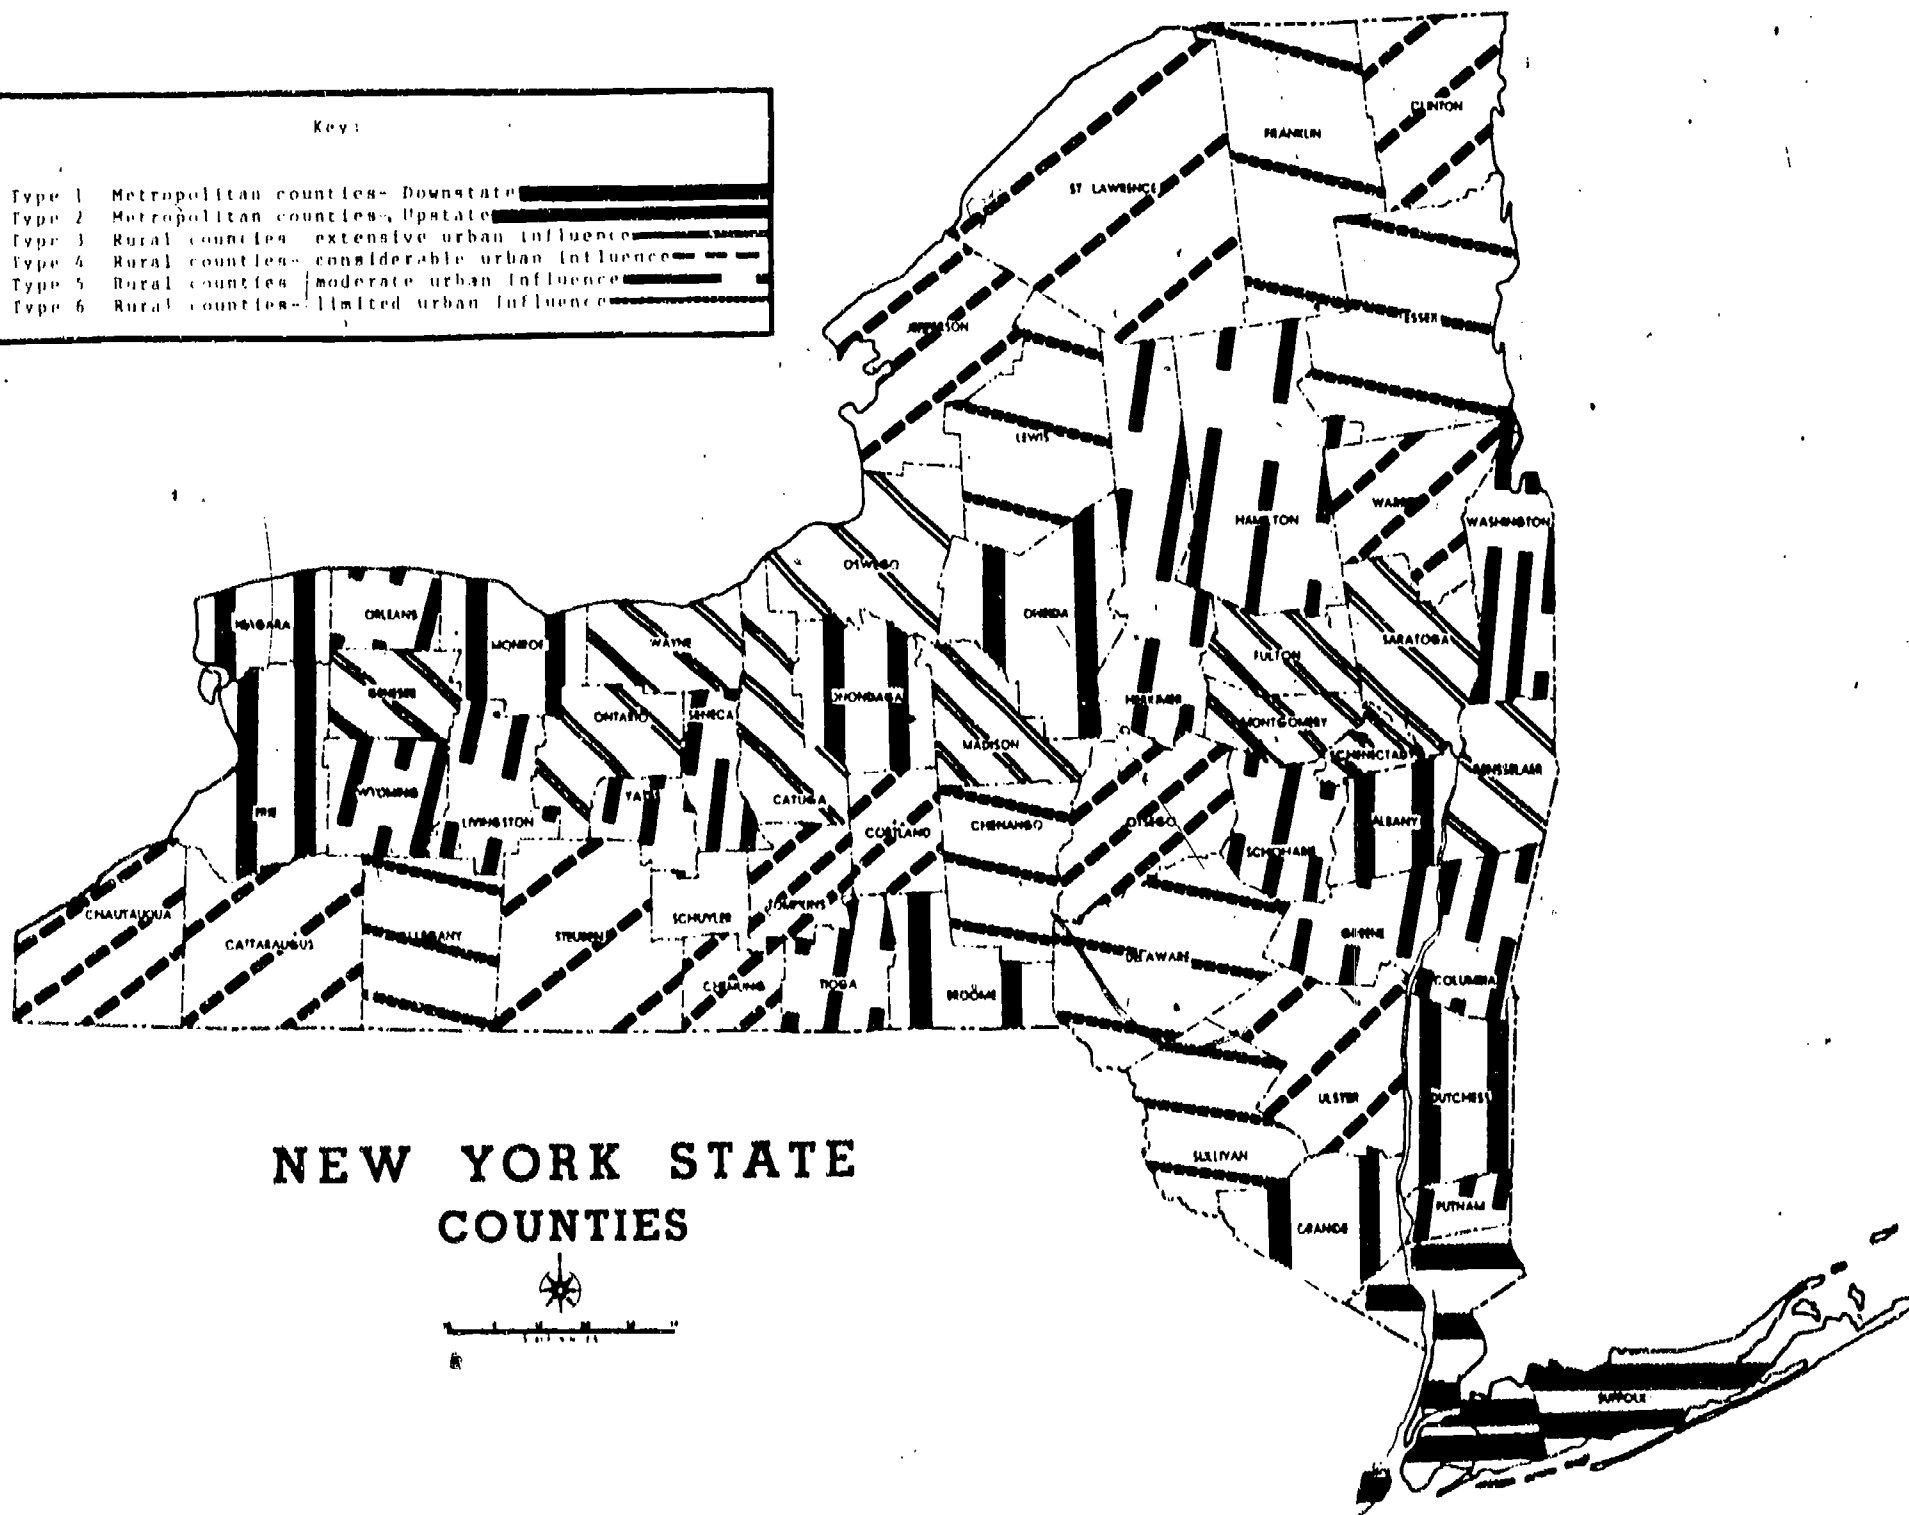 Key:
Type 1 Metropolitan counties- Downstate
Type 2 Metropolitan counties- Upstate
Type 3 Rural counties extensive urban influence
Type 4 Rural counties- considerable urban influence
Type 5 Rural counties moderate urban influence
Type 6 Rural counties- limited urban influence
CLINTON
FRANKLIN
ST LAWRENCE
ESSEX
JEFFERSON
LEWIS
WARREN
HAMILTON
WASHINGTON
OSWEGO
ONEIDA
NIAGARA
ORLEANS
MONROE
WAYNE
SARATOGA
FULTON
GENESEE
ONONDAGA
HERKIMER
ONTARIO
SENECA
MONTGOMERY
MADISON
SCHENECTADY
RENSSELAER
WYOMING
YATES
CAYUGA
ERIE
LIVINGSTON
CORTLAND
CHENANGO
OTSEGO
ALBANY
SCHOHARIE
CHAUTAUQUA
CATTARAUGUS
ALLEGANY
STEUBEN
SCHUYLER
TOMPKINS
GREENE
DELAWARE
CHEMUNG
TIOGA
BROOME
COLUMBIA
ULSTER
DUTCHESS
SULLIVAN
PUTNAM
ORANGE
SUFFOLK
NEW YORK STATE
COUNTIES